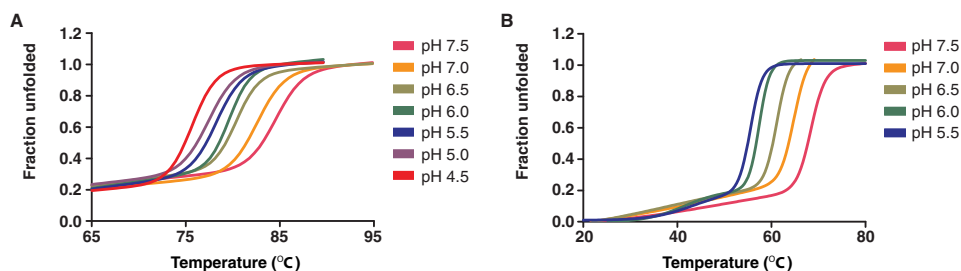 A
Fraction unfolded
1.2
1.0
0.8
0.6
0.4
0.2
0.0
65
75
85
95
Temperature (°C)
pH 7.5
pH 7.0
pH 6.5
pH 6.0
pH 5.5
pH 5.0
pH 4.5
B
Fraction unfolded
1.2
1.0
0.8
0.6
0.4
0.2
0.0
20
40
60
80
Temperature (°C)
pH 7.5
pH 7.0
pH 6.5
pH 6.0
pH 5.5